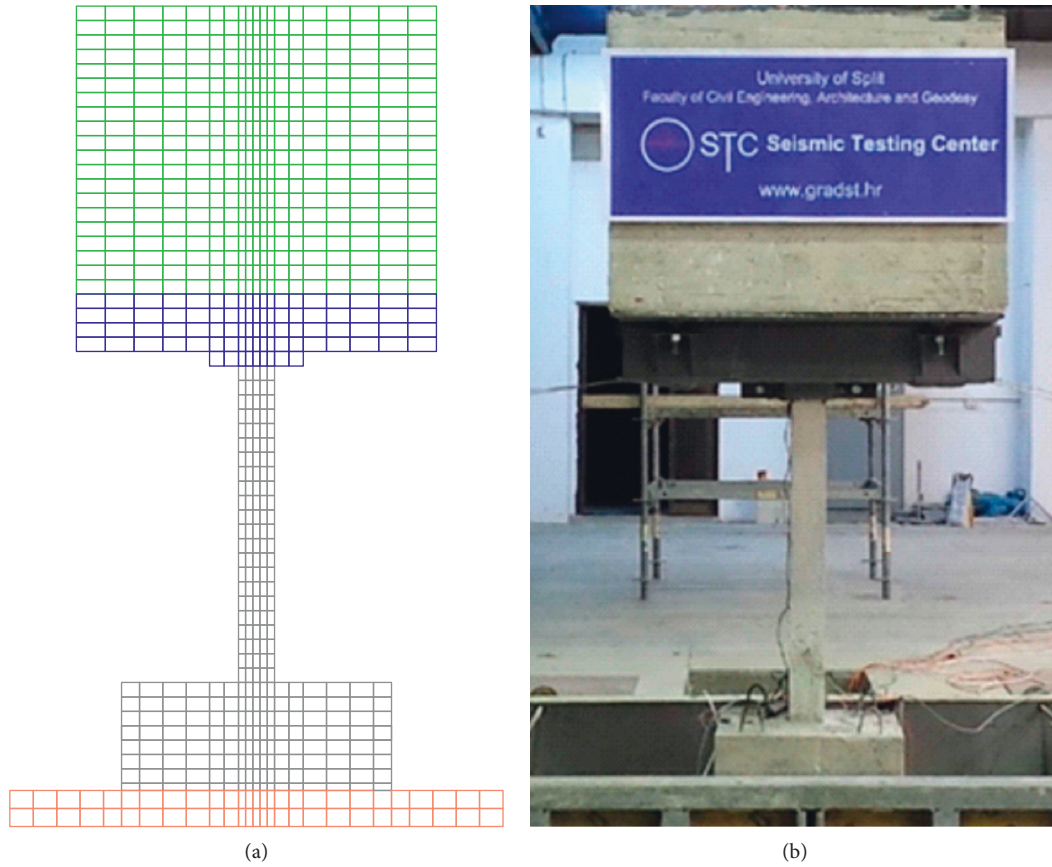 University of Split
Faculty of Civil Engineering, Architecture and Geodesy
STC Seismic Testing Center
www.gradst.hr
(a)
(b)